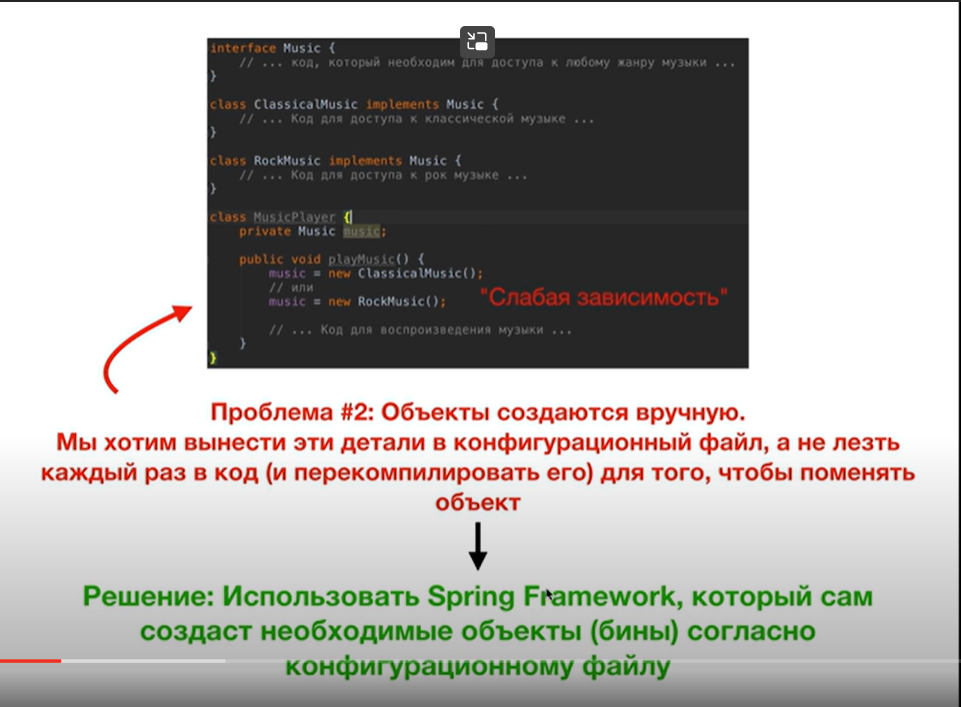 interface Music {
// ... код, который необходим для доступа к любому жанру музыки ...
}
class ClassicalMusic implements Music {
// ... Код для доступа к классической музыке ...
}
class RockMusic implements Music {
// ... Код для доступа к рок музыке ...
}
class MusicPlayer {
private Music music;
public void playMusic() {
music = new ClassicalMusic();
// или
music = new RockMusic();
"Слабая зависимость"
// ... Код для воспроизведения музыки ...
}
}
Проблема #2: Объекты создаются вручную.
Мы хотим вынести эти детали в конфигурационный файл, а не лезть
каждый раз в код (и перекомпилировать его) для того, чтобы поменять
объект
Решение: Использовать Spring Framework, который сам
создаст необходимые объекты (бины) согласно
конфигурационному файлу